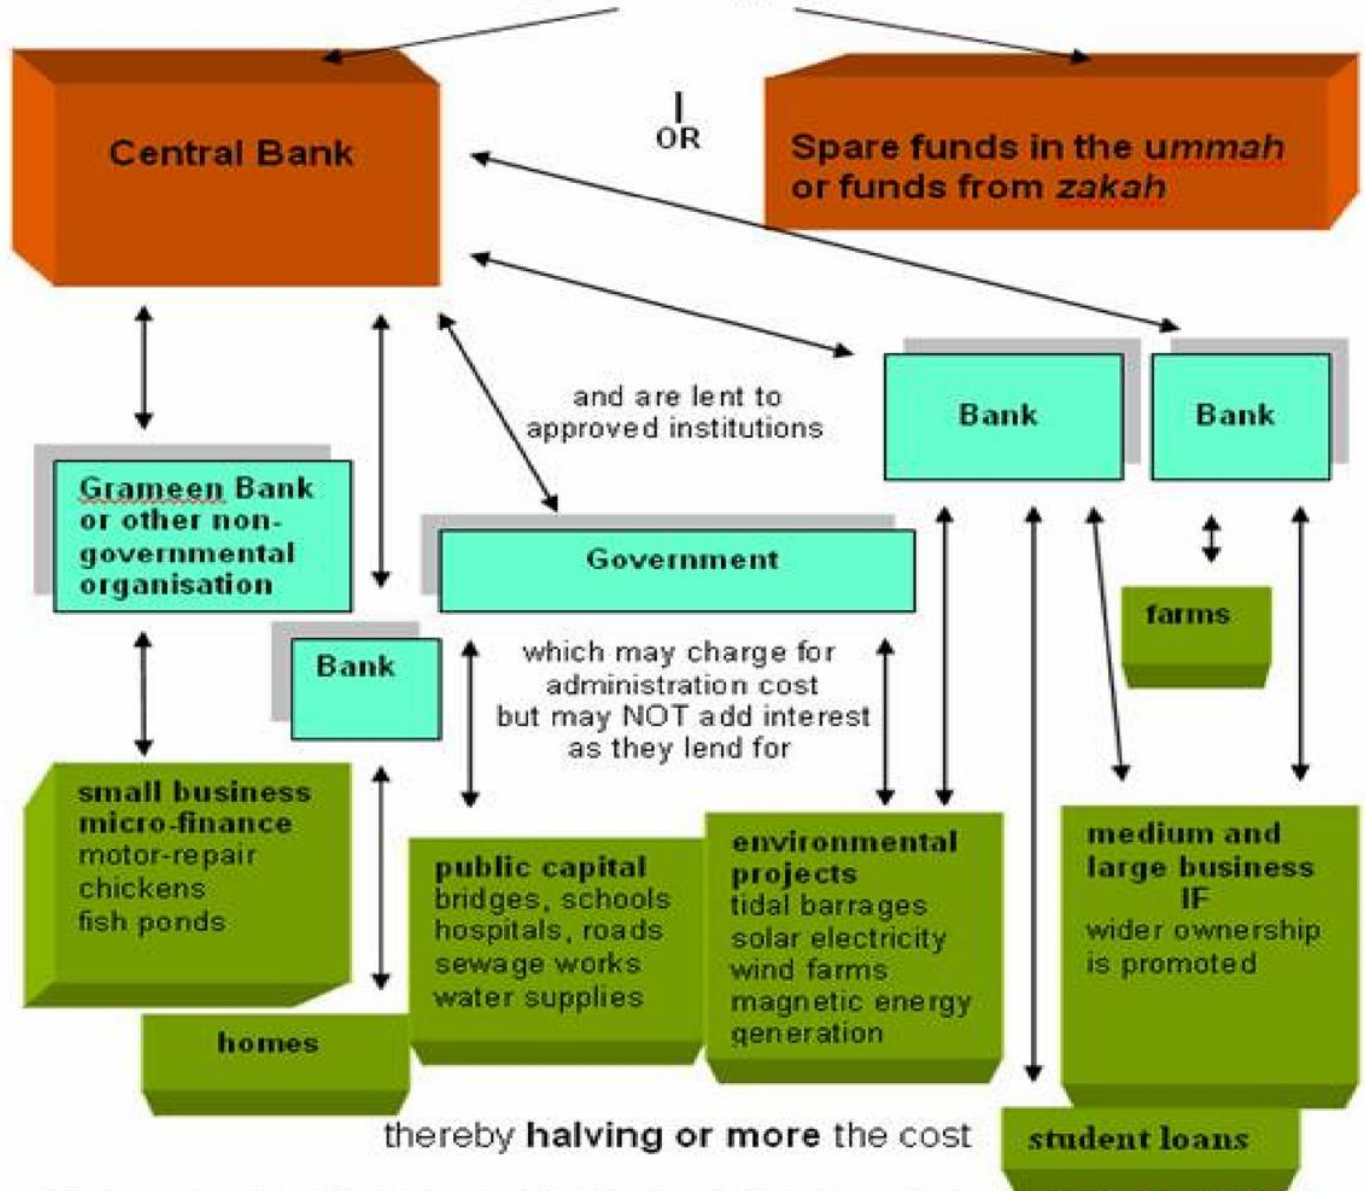 Central Bank
|
OR
Spare funds in the ummah
or funds from zakah
and are lent to
approved institutions
Bank
Bank
Grameen Bank
or other non-
governmental
organisation
Government
farms
Bank
which may charge for
administration cost
but may NOT add interest
as they lend for
small business
micro-finance
motor-repair
chickens
fish ponds
public capital
bridges, schools
hospitals, roads
sewage works
water supplies
environmental
projects
tidal barrages
solar electricity
wind farms
magnetic energy
generation
medium and
large business
IF
wider ownership
is promoted
homes
thereby halving or more the cost
student loans